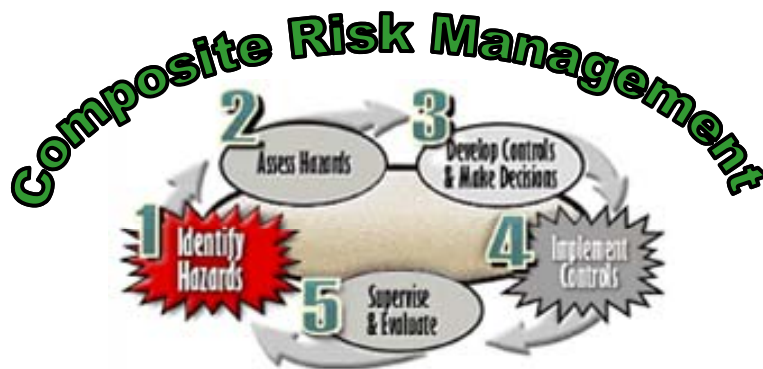 Composite Risk Management
1
Identify
Hazards
2
Assess Hazards
3
Develop Controls
& Make Decisions
4
Implement
Controls
5
Supervise
& Evaluate